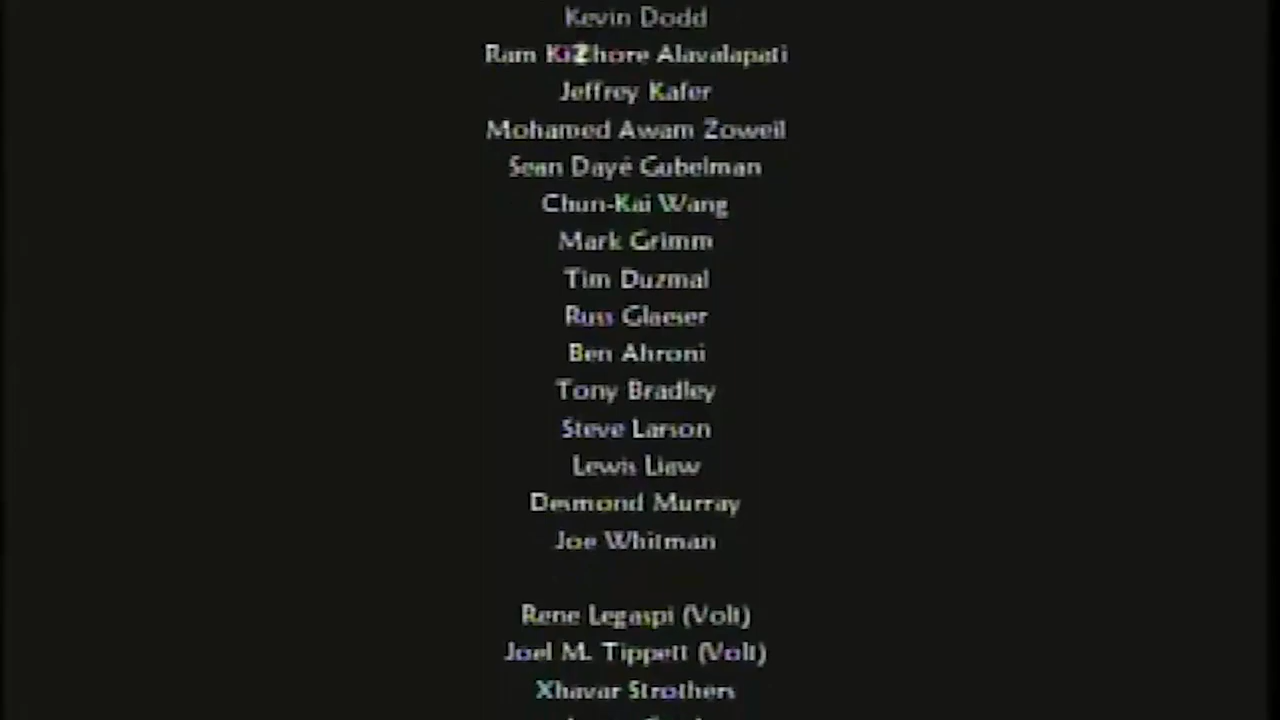 Kevin Dodd
Ram KiZhore Alavalapati
Jeffrey Kafer
Mohamed Awam Zoweil
Sean Dayé Gubelman
Chun-Kai Wang
Mark Grimm
Tim Duzmal
Russ Glaeser
Ben Ahroni
Tony Bradley
Steve Larson
Lewis Liaw
Desmond Murray
Joe Whitman
Rene Legaspi (Volt)
Joel M. Tippett (Volt)
Xhavar Strothers